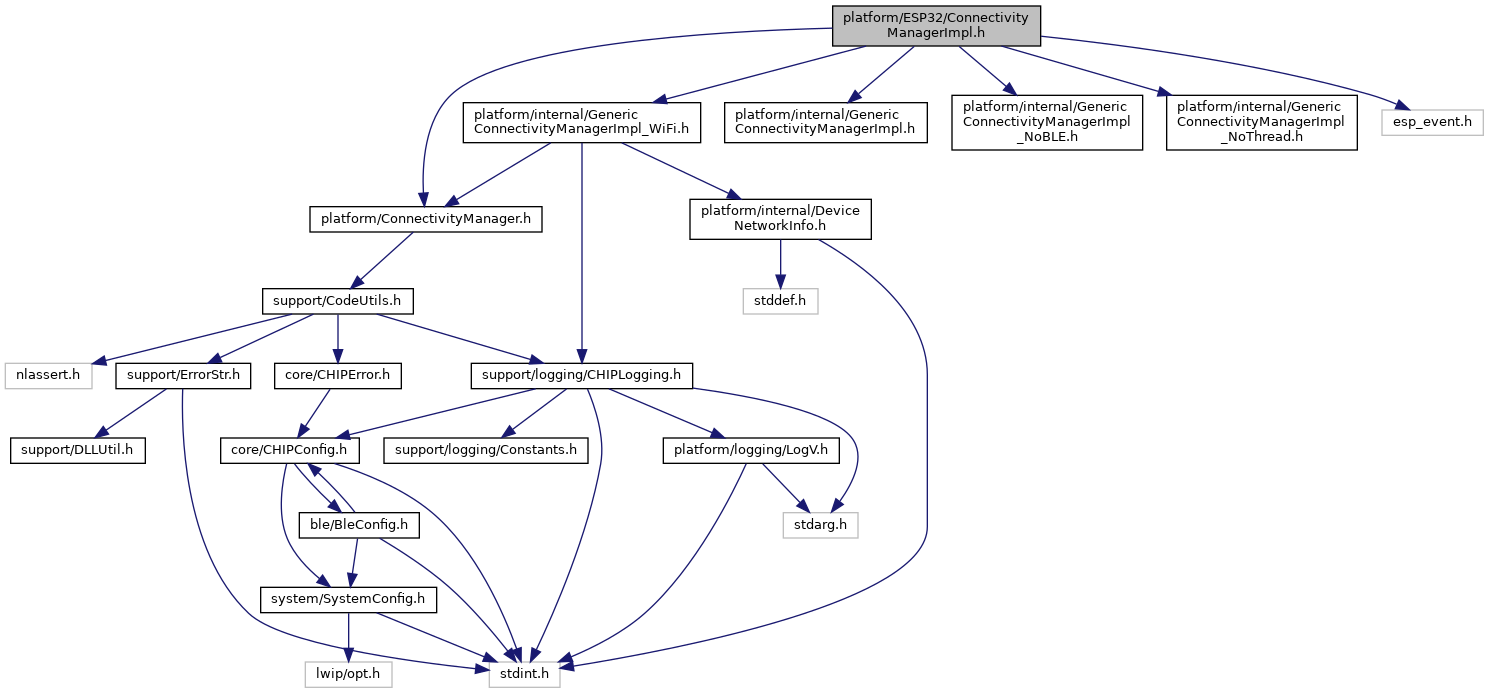 platform/ESP32/Connectivity
ManagerImpl.h
platform/internal/Generic
ConnectivityManagerImpl_WiFi.h
platform/internal/Generic
ConnectivityManagerImpl.h
platform/internal/Generic
ConnectivityManagerImpl
_NoBLE.h
platform/internal/Generic
ConnectivityManagerImpl
_NoThread.h
esp_event.h
platform/ConnectivityManager.h
platform/internal/Device
NetworkInfo.h
support/CodeUtils.h
stddef.h
nlassert.h
support/ErrorStr.h
core/CHIPError.h
support/logging/CHIPLogging.h
support/DLLUtil.h
core/CHIPConfig.h
support/logging/Constants.h
platform/logging/LogV.h
ble/BleConfig.h
stdarg.h
system/SystemConfig.h
lwip/opt.h
stdint.h